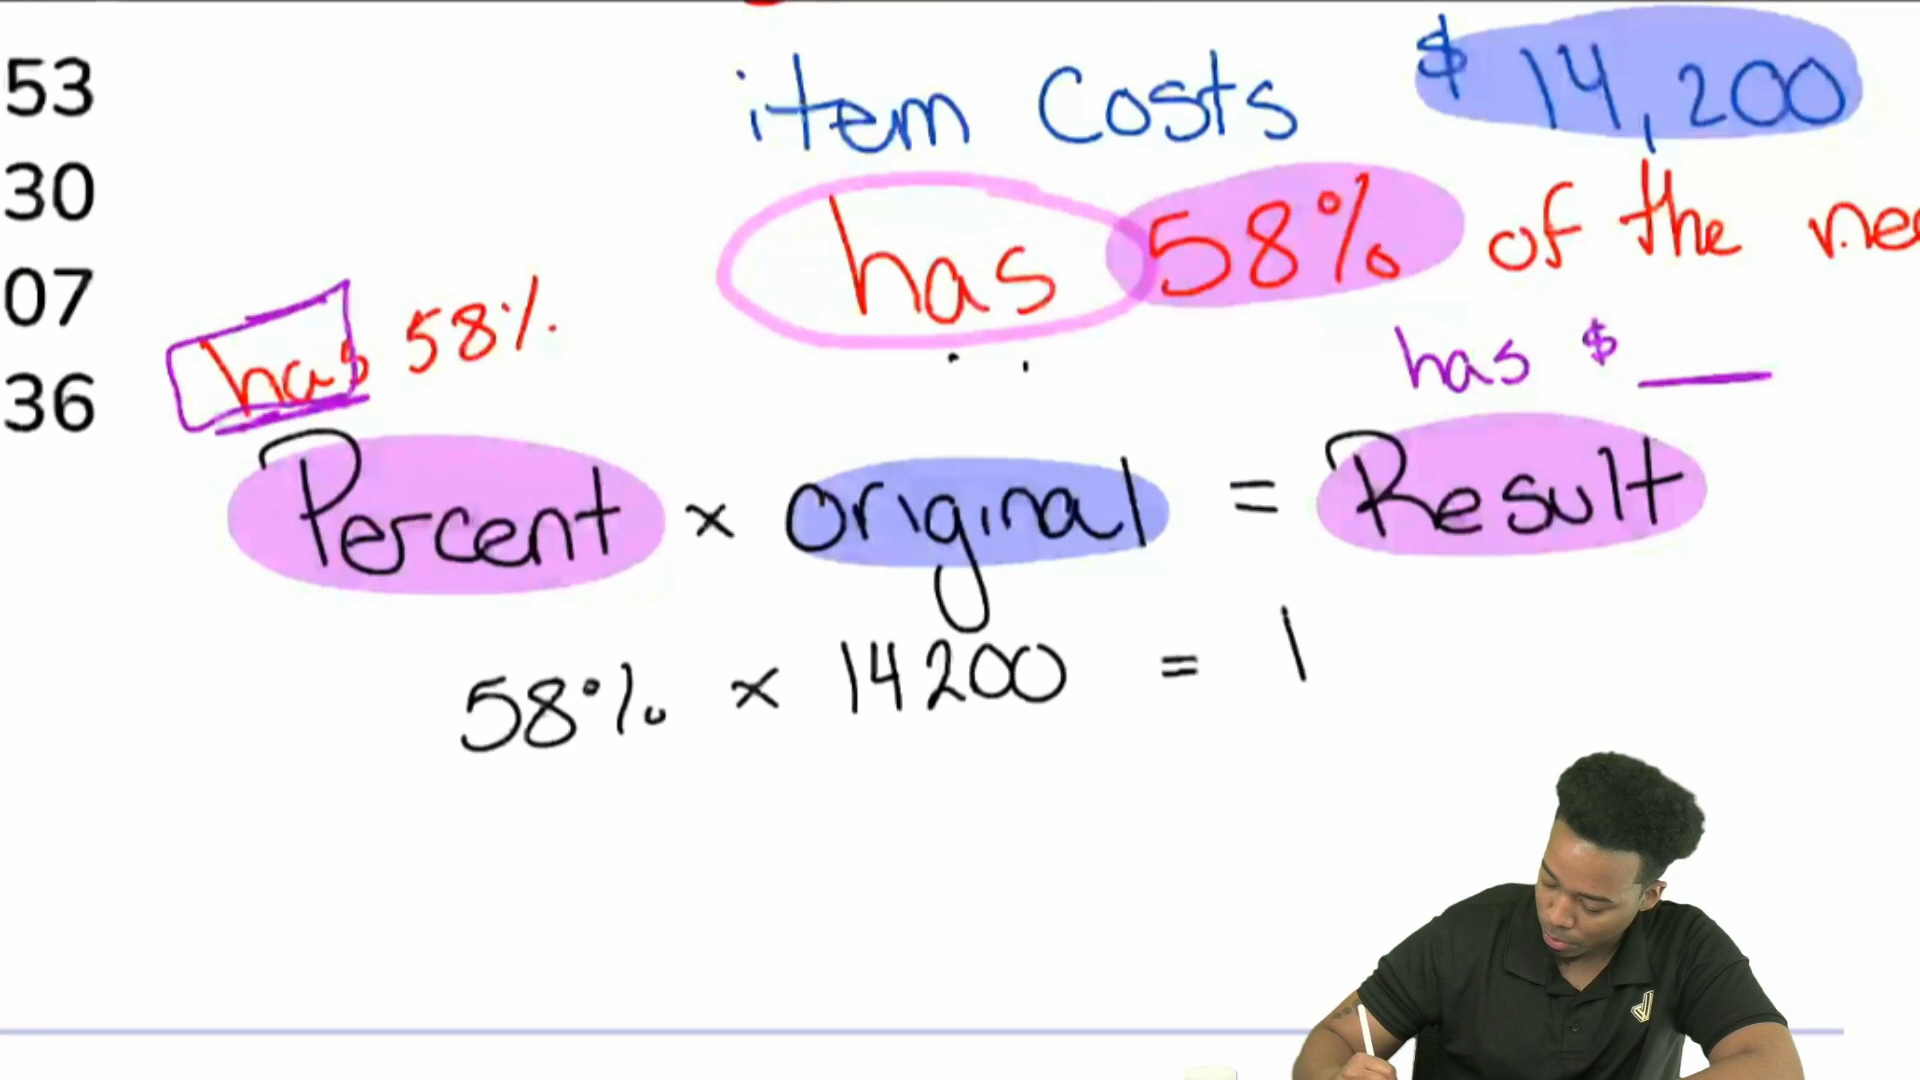 53
item costs $ 14,200
30
has 58% of the
07
has 58%
has $ ___
36
Percent × original = Result
58% × 14200 = 1